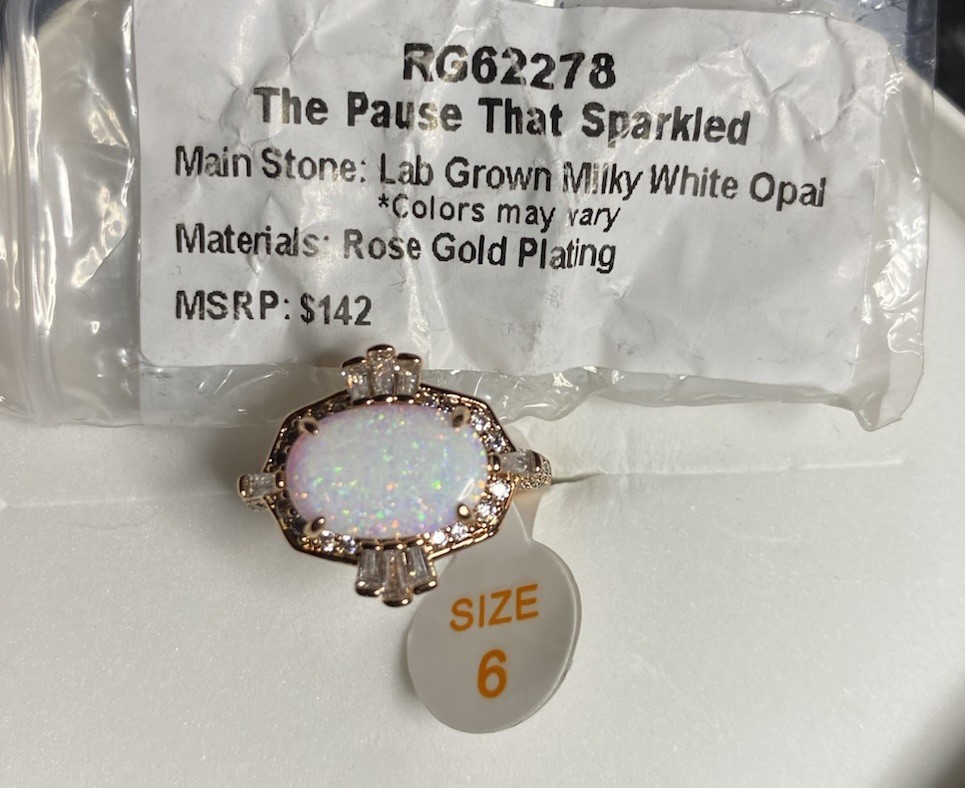 RG62278
The Pause That Sparkled
Main Stone: Lab Grown Milky White Opal
*Colors may vary
Materials: Rose Gold Plating
MSRP: $142
SIZE
6